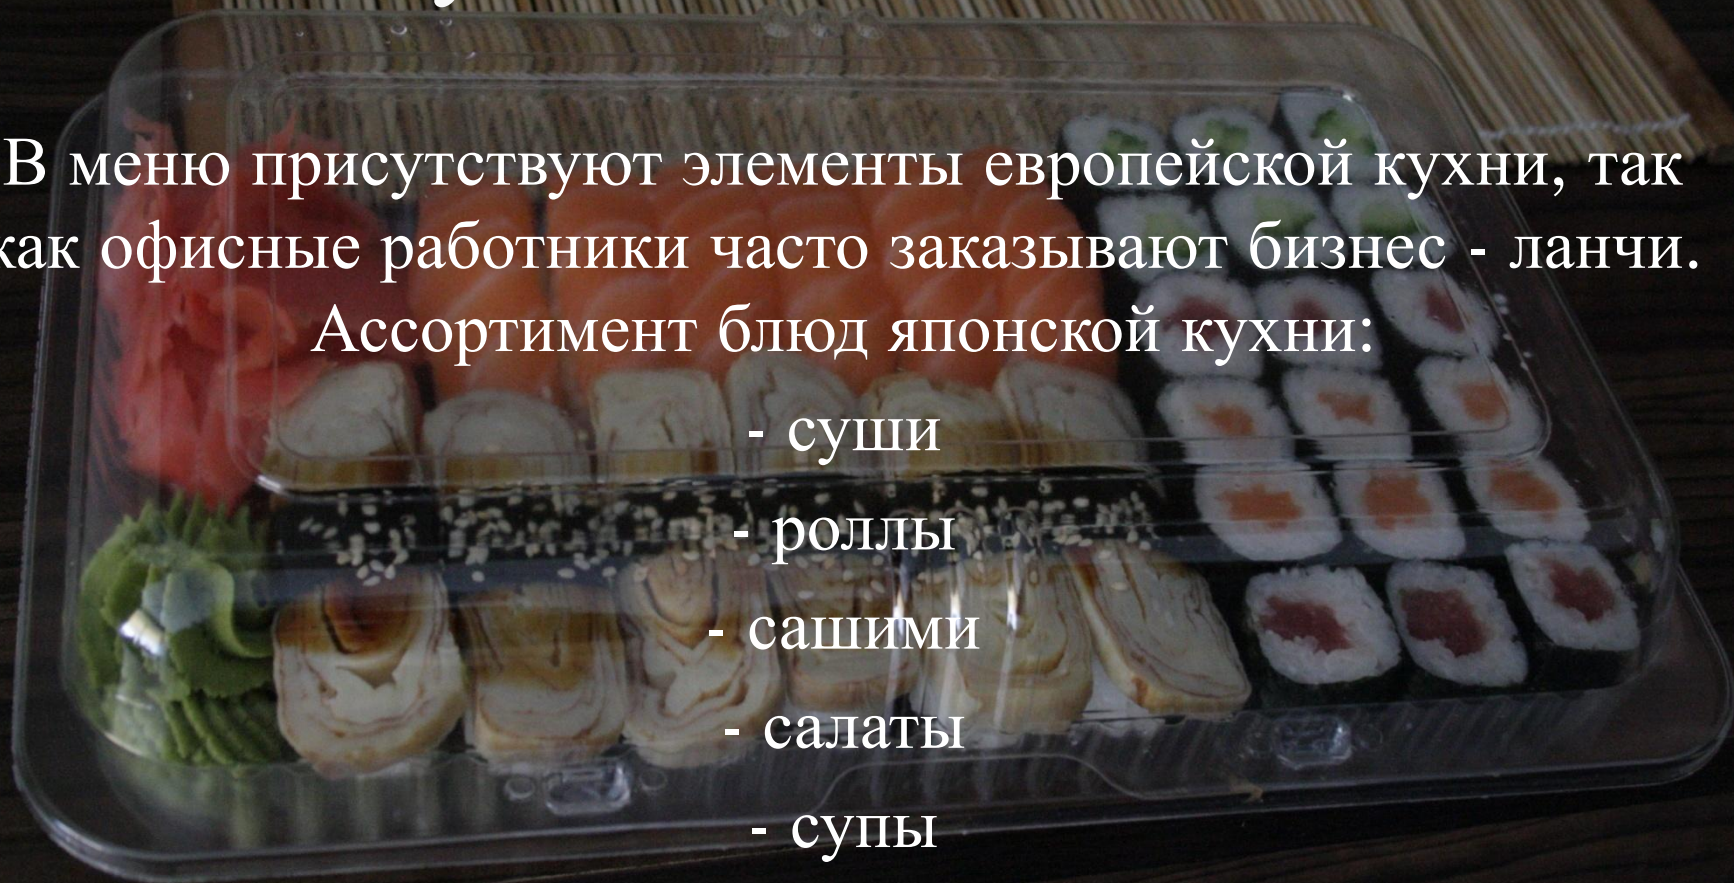 В меню присутствуют элементы европейской кухни, так
как офисные работники часто заказывают бизнес - ланчи.
Ассортимент блюд японской кухни:
- суши
- роллы
- сашими
- салаты
- супы